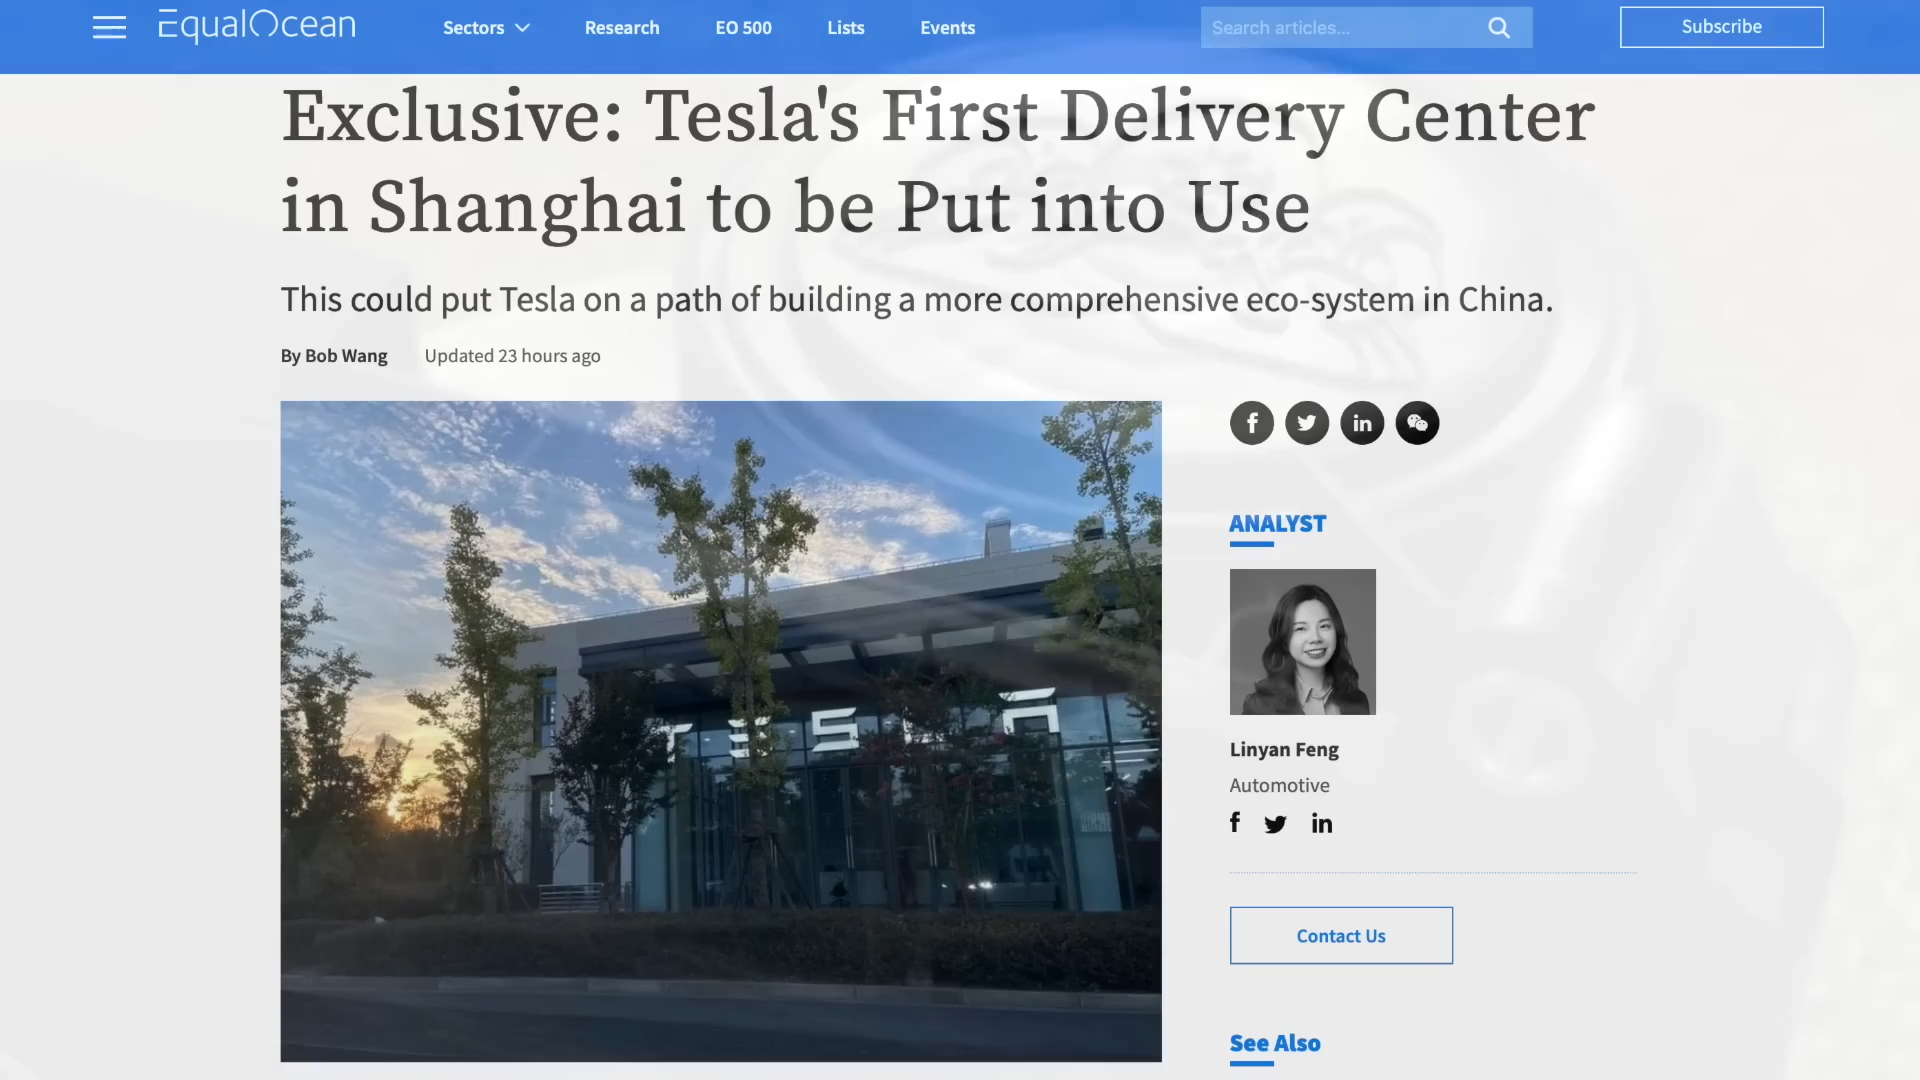 EqualOcean
Sectors
Research
EO 500
Lists
Events
Search articles...
Subscribe
Exclusive: Tesla's First Delivery Center
in Shanghai to be Put into Use
This could put Tesla on a path of building a more comprehensive eco-system in China.
By Bob Wang
Updated 23 hours ago
TESLA
ANALYST
Linyan Feng
Automotive
Contact Us
See Also